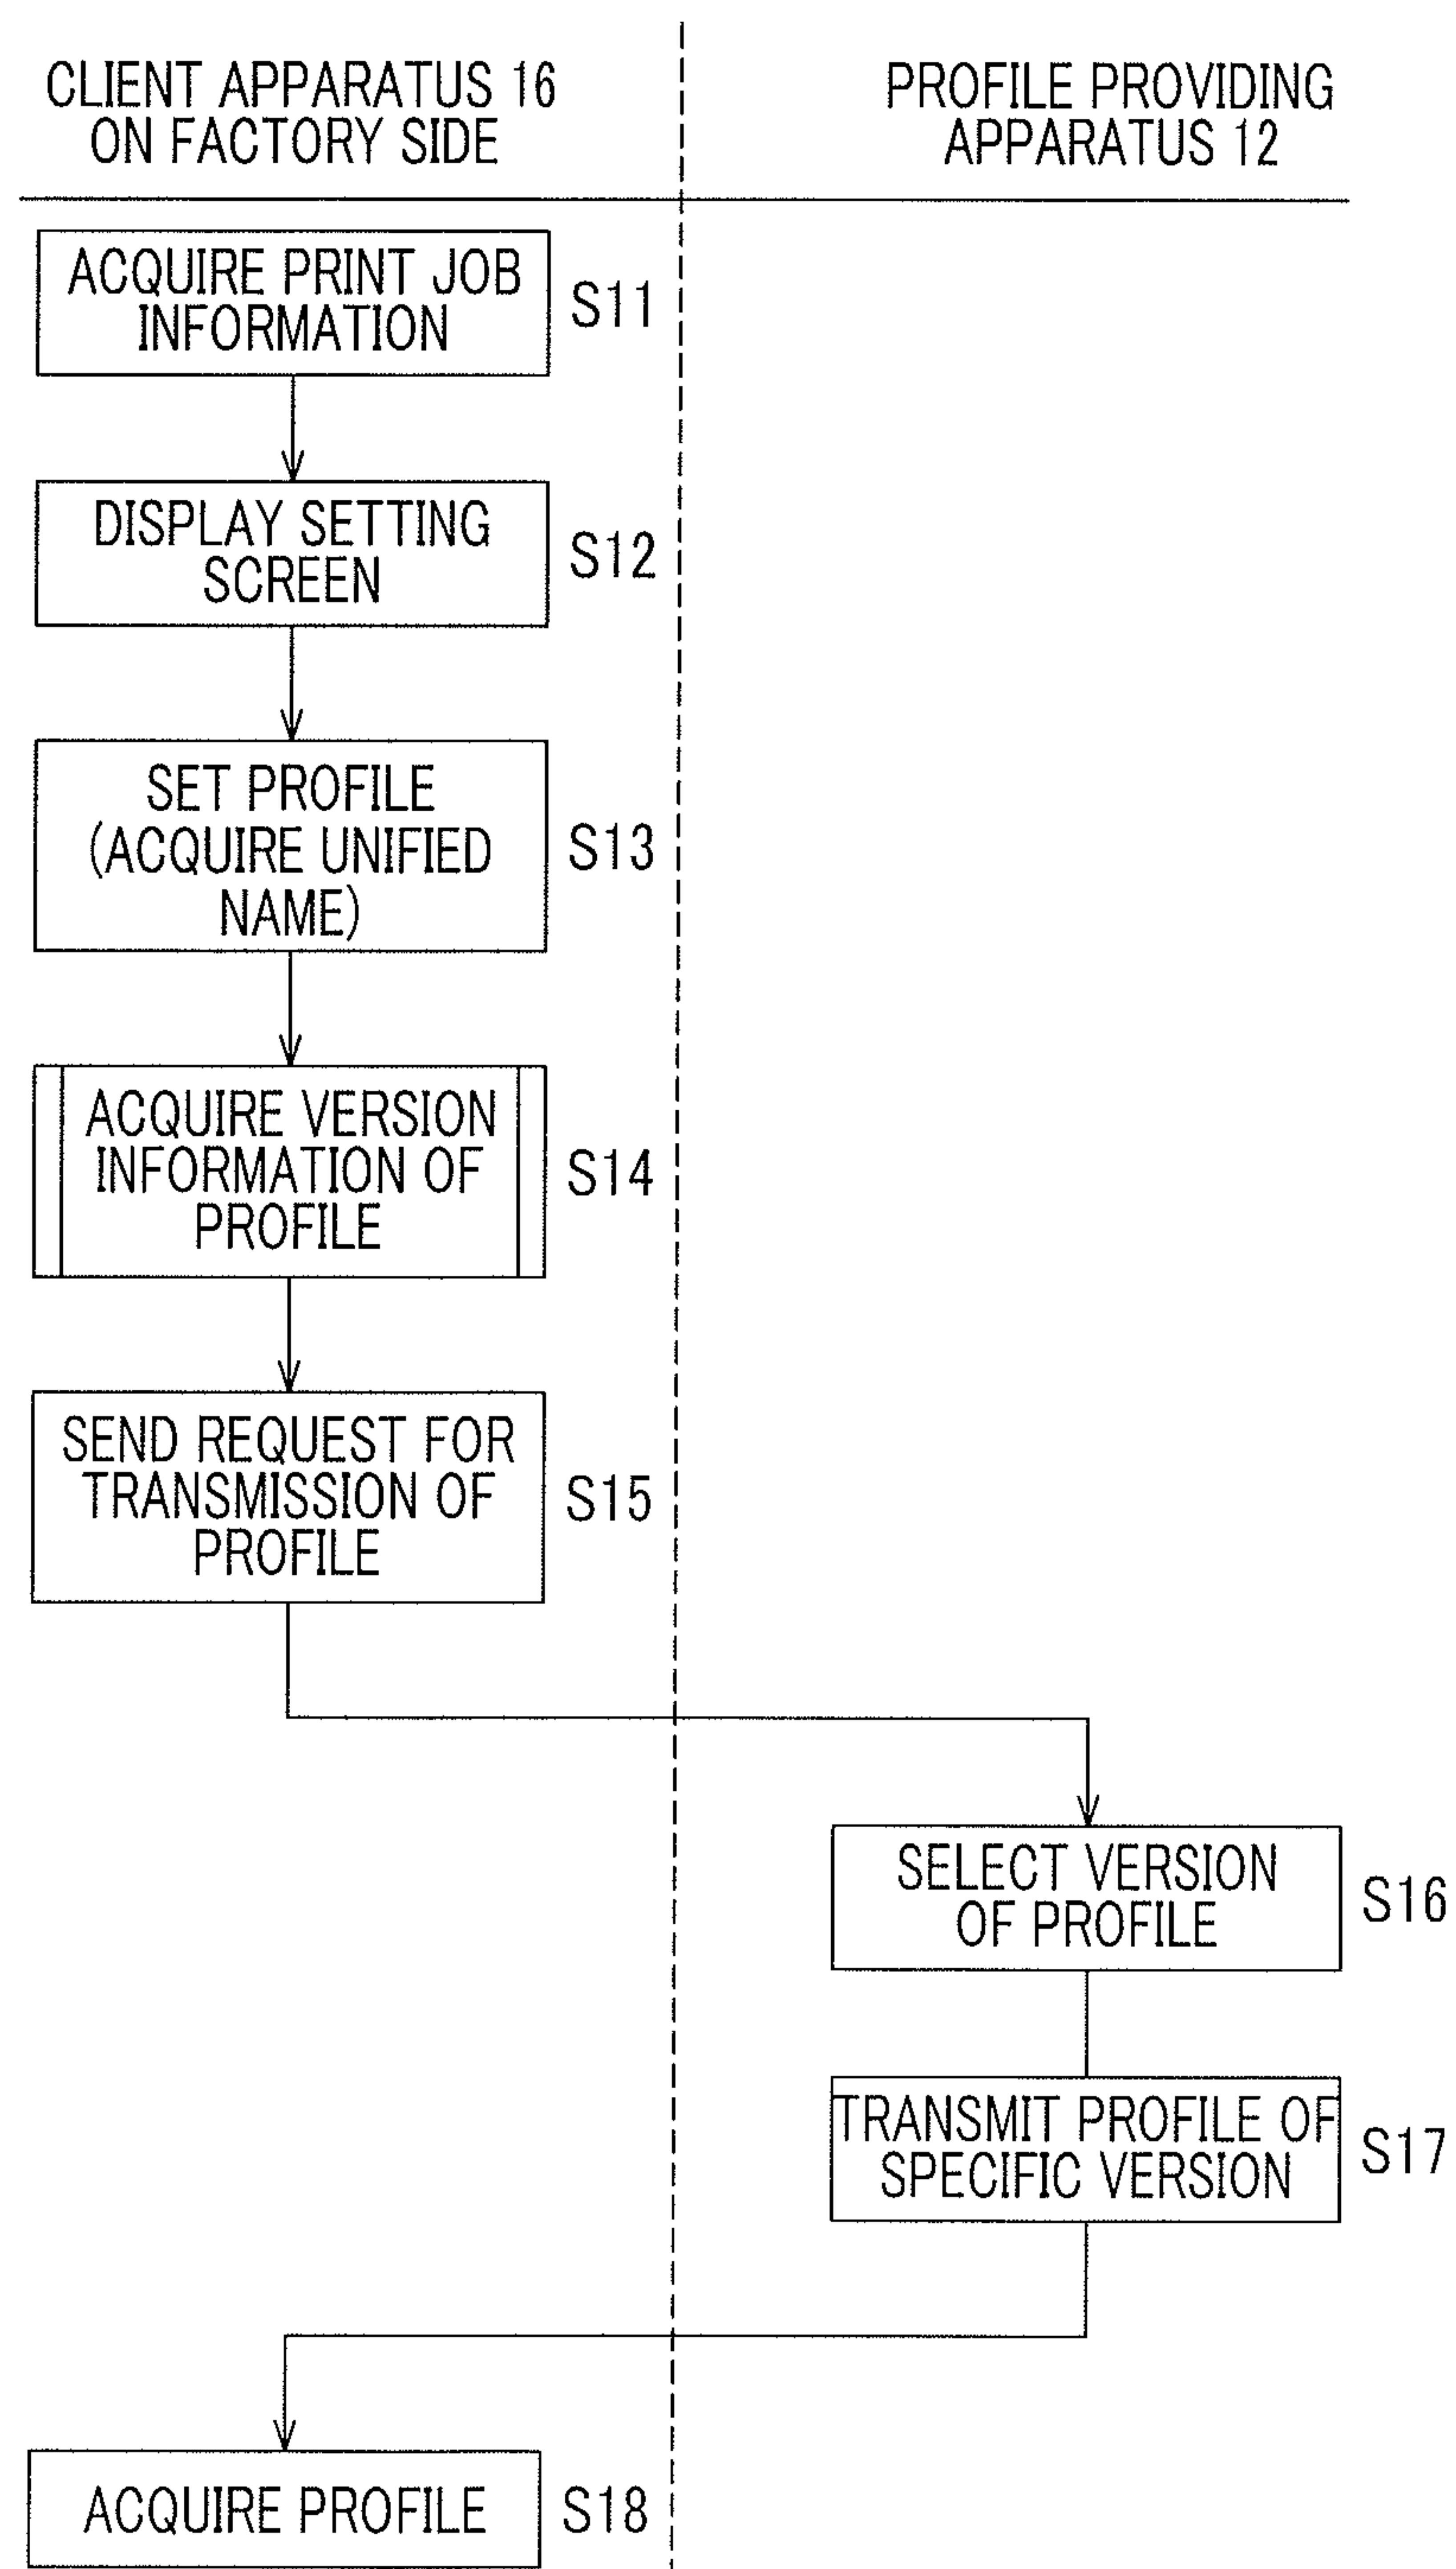 CLIENT APPARATUS 16
ON FACTORY SIDE
PROFILE PROVIDING
APPARATUS 12
ACQUIRE PRINT JOB
INFORMATION
S11
DISPLAY SETTING
SCREEN
S12
SET PROFILE
(ACQUIRE UNIFIED
NAME)
S13
ACQUIRE VERSION
INFORMATION OF
PROFILE
S14
SEND REQUEST FOR
TRANSMISSION OF
PROFILE
S15
SELECT VERSION
OF PROFILE
S16
TRANSMIT PROFILE OF
SPECIFIC VERSION
S17
ACQUIRE PROFILE
S18